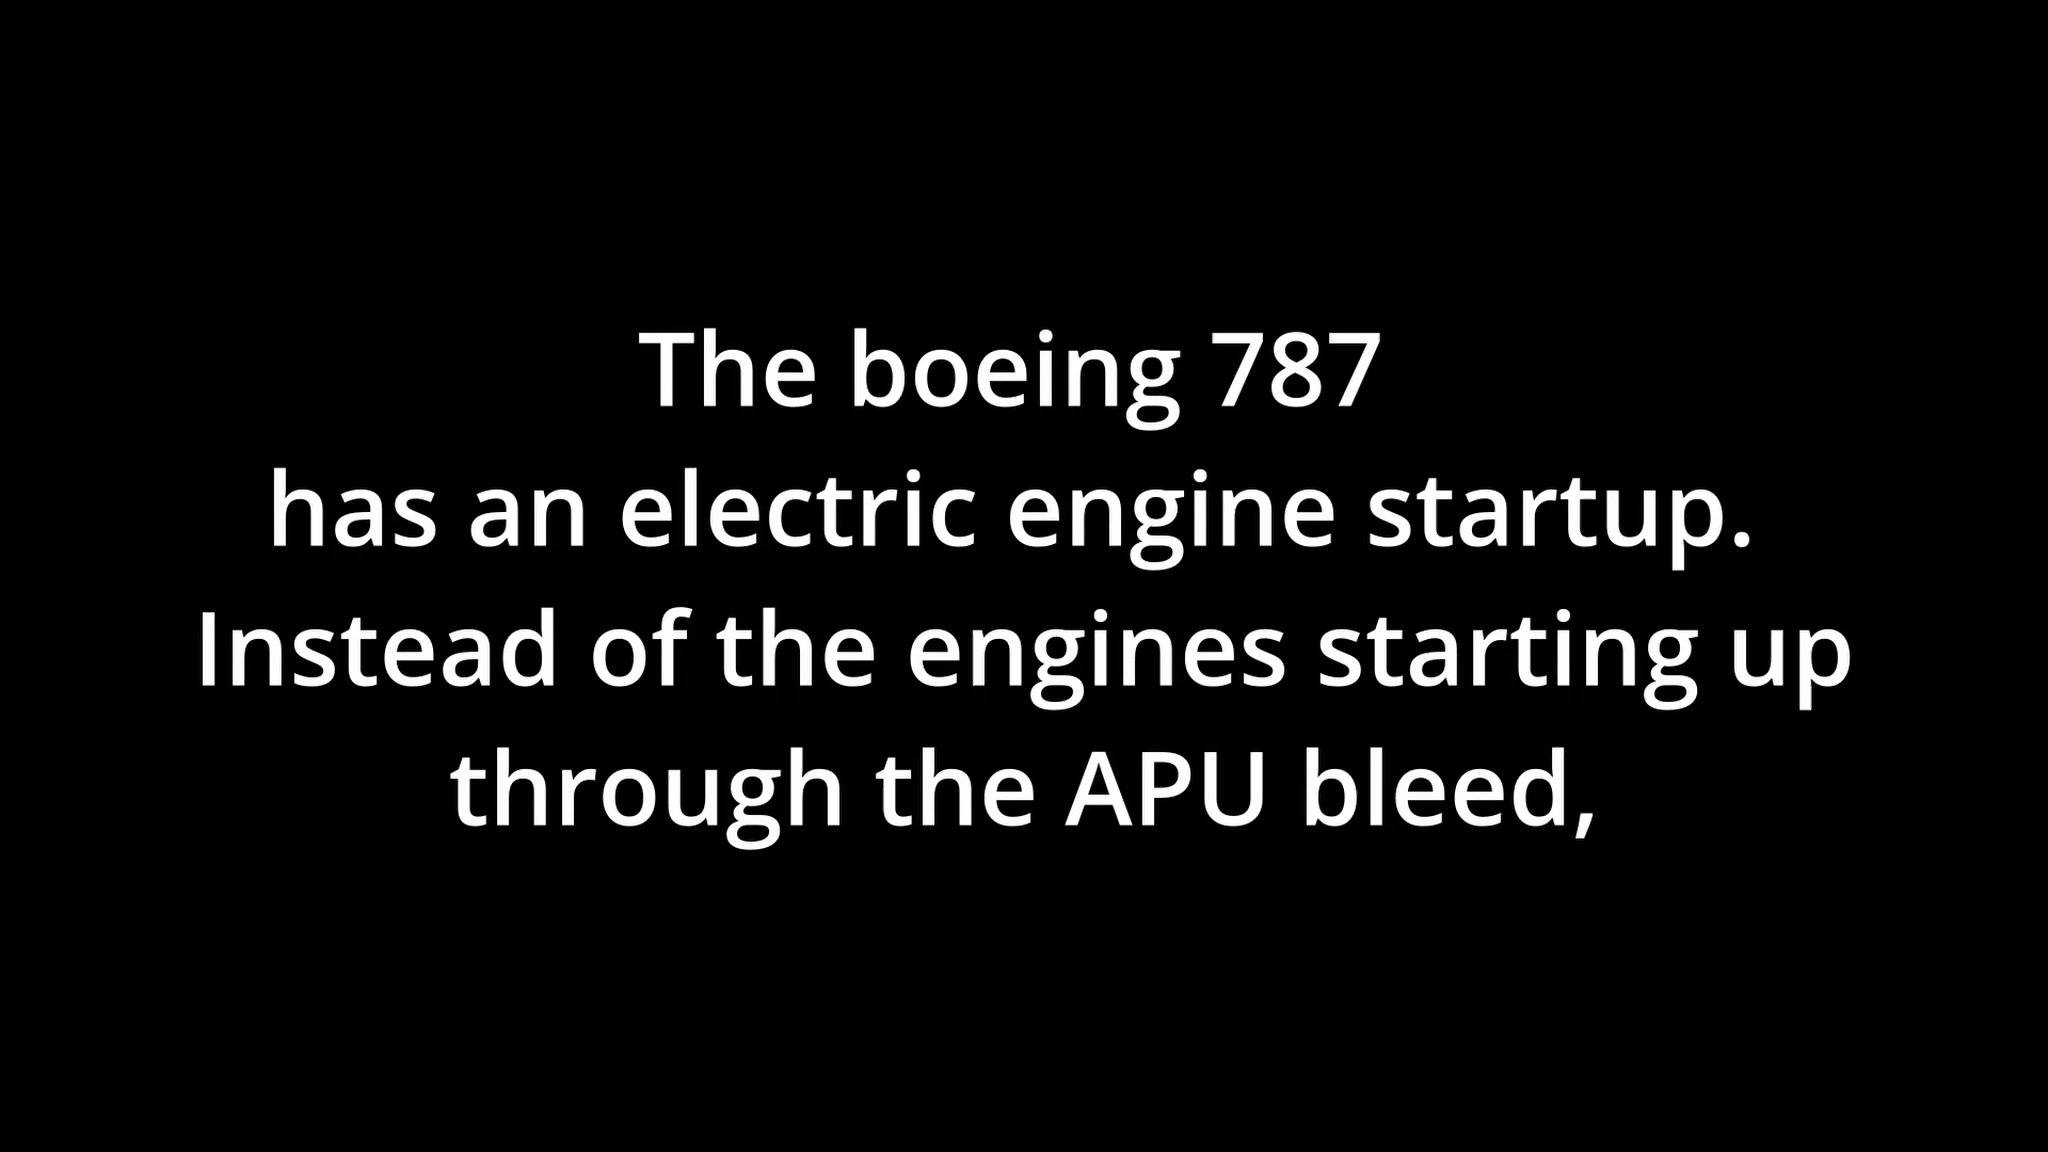 The boeing 787
has an electric engine startup.
Instead of the engines starting up
through the APU bleed,